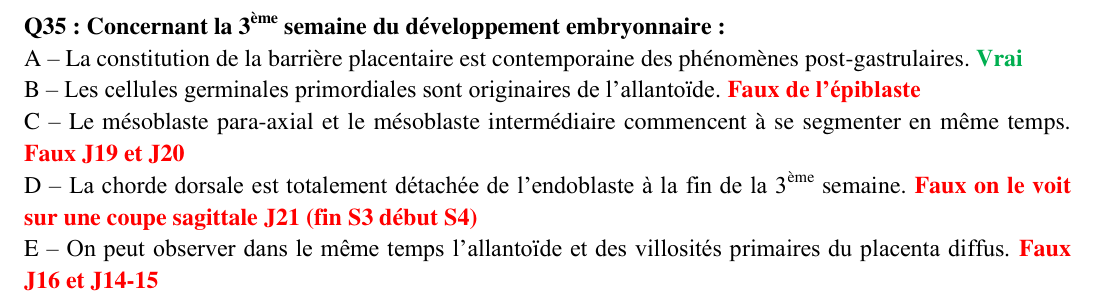 Q35 : Concernant la 3ème semaine du développement embryonnaire :
A – La constitution de la barrière placentaire est contemporaine des phénomènes post-gastrulaires. Vrai
B – Les cellules germinales primordiales sont originaires de l’allantoïde. Faux de l’épiblaste
C – Le mésoblaste para-axial et le mésoblaste intermédiaire commencent à se segmenter en même temps.
Faux J19 et J20
D – La chorde dorsale est totalement détachée de l’endoblaste à la fin de la 3ème semaine. Faux on le voit
sur une coupe sagittale J21 (fin S3 début S4)
E – On peut observer dans le même temps l’allantoïde et des villosités primaires du placenta diffus. Faux
J16 et J14-15